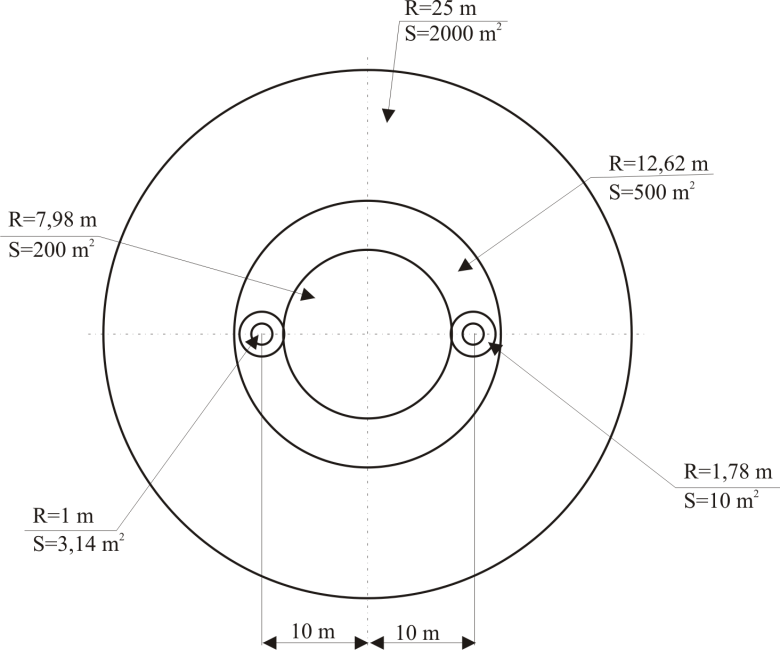 R=25 m
S=2000 m²
R=12,62 m
S=500 m²
R=7,98 m
S=200 m²
R=1,78 m
S=10 m²
R=1 m
S=3,14 m²
10 m
10 m